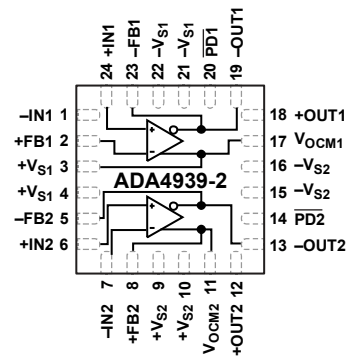 24 +IN1
23 –FB1
22 –VS1
21 –VS1
20 PD1
19 –OUT1
–IN1 1
+FB1 2
+VS1 3
+VS1 4
–FB2 5
+IN2 6
18 +OUT1
17 VOCM1
16 –VS2
15 –VS2
14 PD2
13 –OUT2
ADA4939-2
+
–
+
–
–IN2 7
+FB2 8
+VS2 9
+VS2 10
VOCM2 11
+OUT2 12